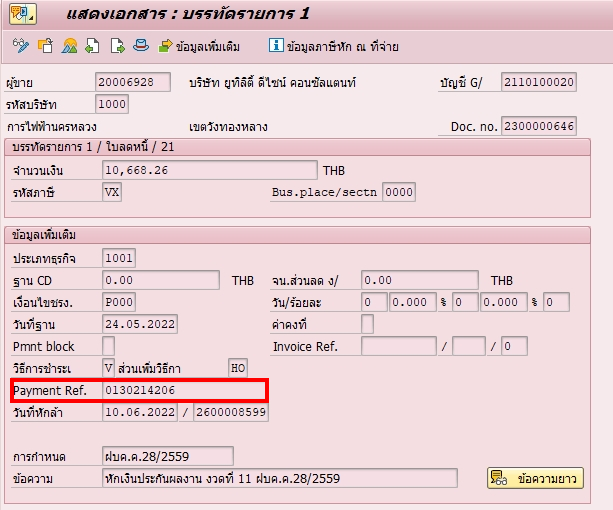 แสดงเอกสาร : บรรทัดรายการ 1
ข้อมูลเพิ่มเติม ข้อมูลภาษีหัก ณ ที่จ่าย
ผู้ขาย 20006928 บริษัท ยูทิลิตี้ ดีไซน์ คอนซัลแตนท์ บัญชี G/ 2110100020
รหัสบริษัท 1000
การไฟฟ้านครหลวง เขตวังทองหลาง Doc. no. 2300000646
บรรทัดรายการ 1 / ใบลดหนี้ / 21
จำนวนเงิน 10,668.26 THB
รหัสภาษี VX Bus.place/sectn 0000
ข้อมูลเพิ่มเติม
ประเภทธุรกิจ 1001
ฐาน CD 0.00 THB จน.ส่วนลด ง/ 0.00 THB
เงื่อนไขชรง. P000 วัน/ร้อยละ 0 0.000 % 0 0.000 % 0
วันที่ฐาน 24.05.2022 ค่าคงที่
Pmnt block Invoice Ref. / / 0
วิธีการชำระเ V ส่วนเพิ่มวิธีกา HO
Payment Ref. 0130214206
วันที่หักล้า 10.06.2022 / 2600008599
การกำหนด ฝบค.ค.28/2559
ข้อความ หักเงินประกันผลงาน งวดที่ 11 ฝบค.ค.28/2559 ข้อความยาว